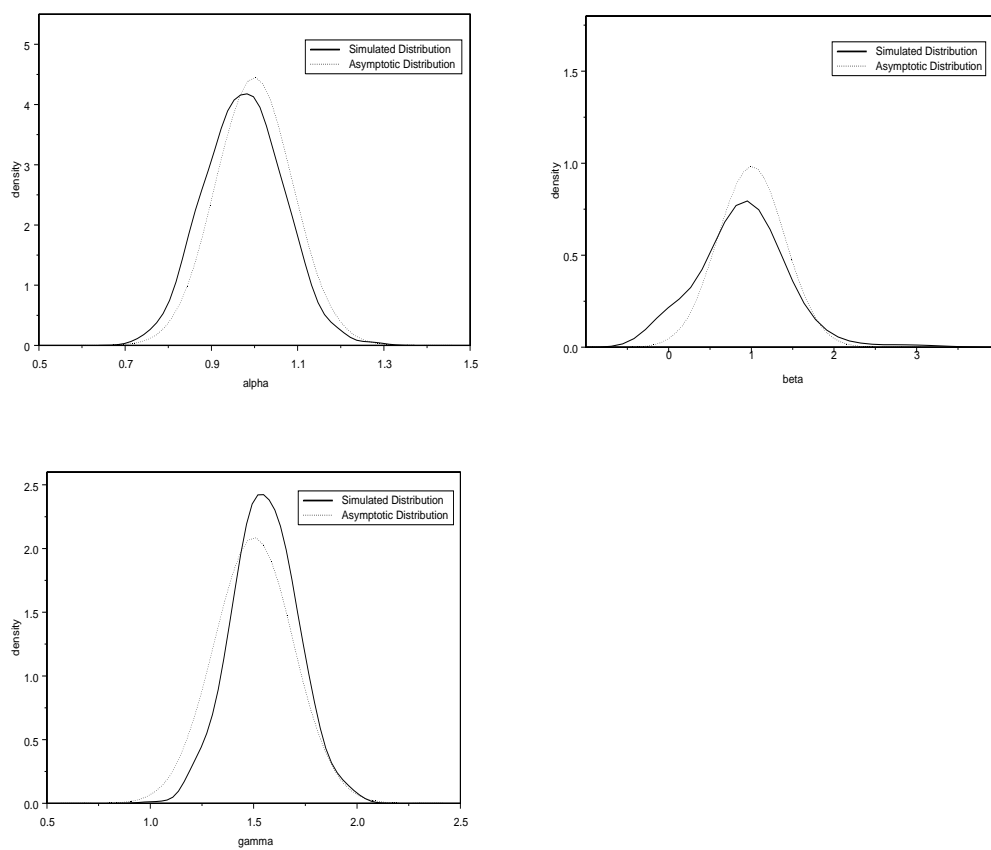 Simulated Distribution
Asymptotic Distribution
density
5
4
3
2
1
0
0.5 0.7 0.9 1.1 1.3 1.5
alpha
Simulated Distribution
Asymptotic Distribution
density
1.5
1.0
0.5
0.0
0 1 2 3
beta
Simulated Distribution
Asymptotic Distribution
density
2.5
2.0
1.5
1.0
0.5
0.0
0.5 1.0 1.5 2.0 2.5
gamma